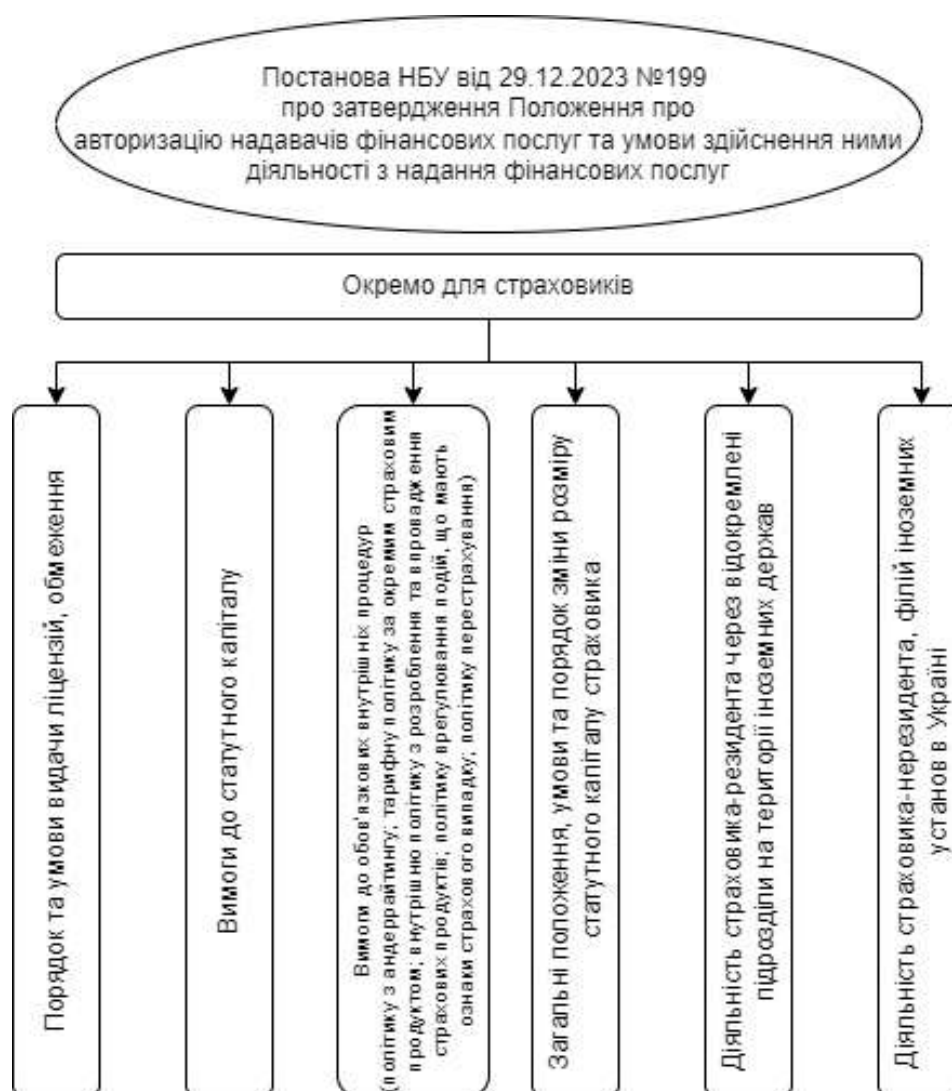 Постанова НБУ від 29.12.2023 №199
про затвердження Положення про
авторизацію надавачів фінансових послуг та умови здійснення ними
діяльності з надання фінансових послуг
Окремо для страховиків
Порядок та умови видачі ліцензій, обмеження
Вимоги до статутного капіталу
Вимоги до обов'язкових внутрішніх процедур
(політику з андеррайтингу; тарифну політику за окремим страховим
продуктом; внутрішню політику з розроблення та впровадження
страхових продуктів; політику врегулювання подій, що мають
ознаки страхового випадку; політику перестрахування)
Загальні положення, умови та порядок зміни розміру
статутного капіталу страховика
Діяльність страховика-резидента через відокремлені
підрозділи на території іноземних держав
Діяльність страховика-нерезидента, філій іноземних
установ в Україні